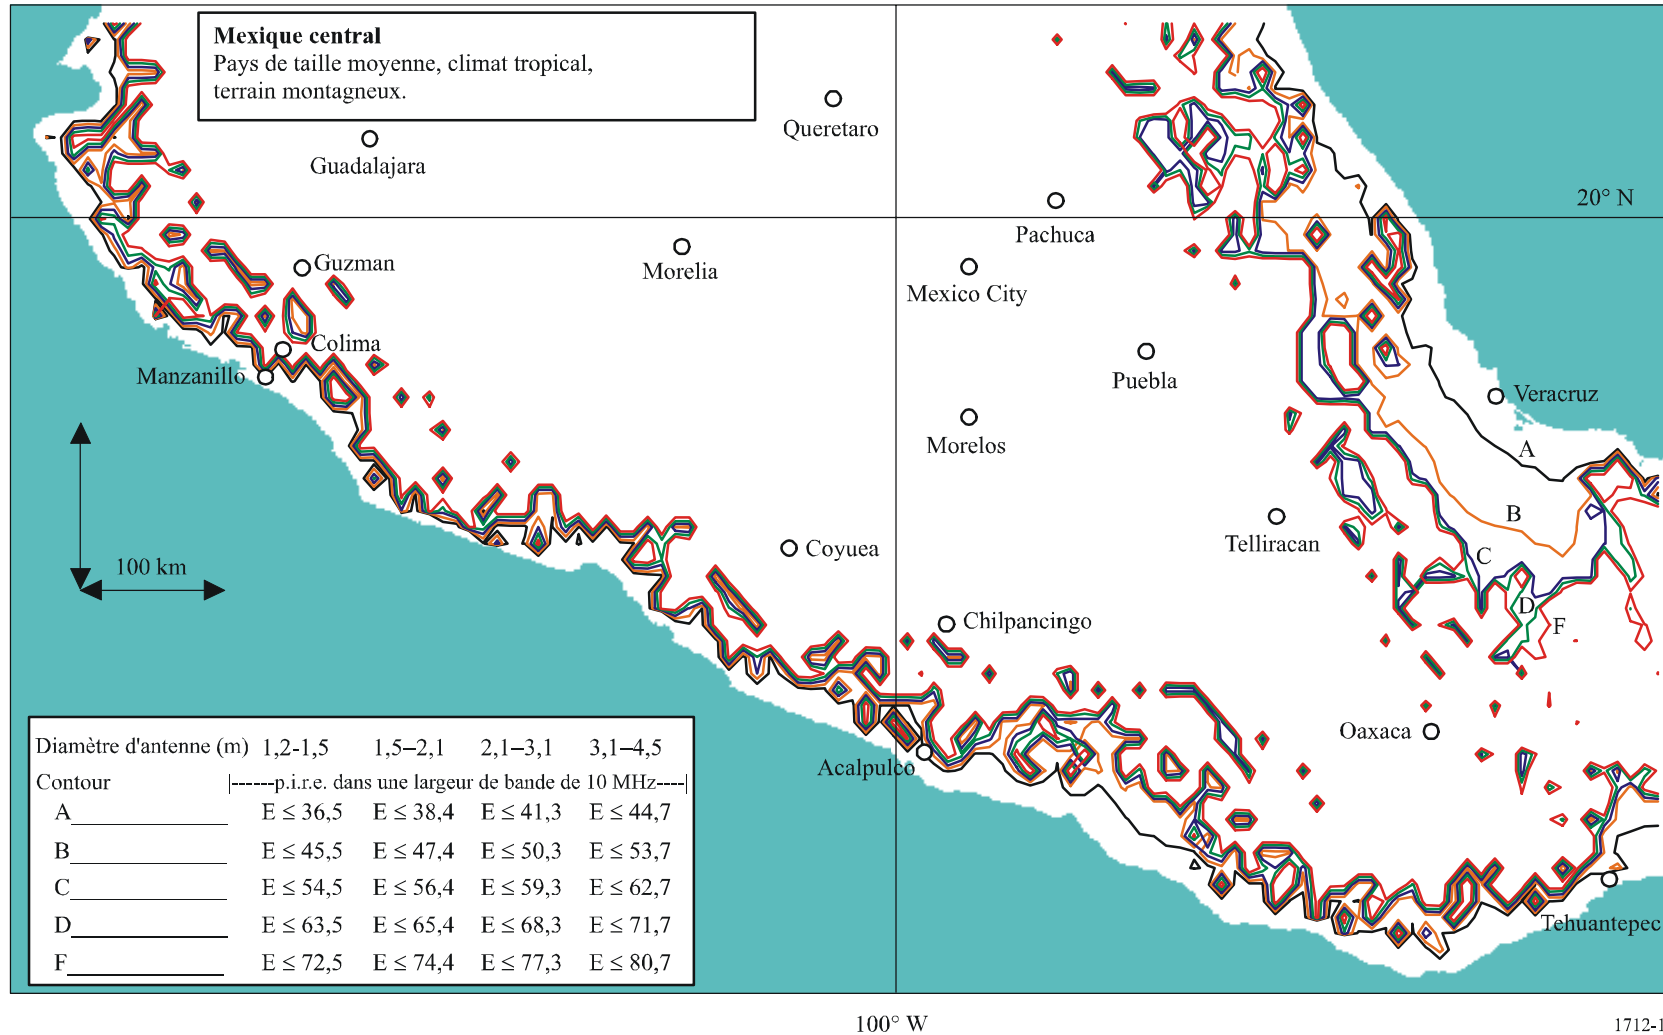 Mexique central
Pays de taille moyenne, climat tropical,
terrain montagneux.
Queretaro
Guadalajara
20° N
Pachuca
Guzman
Morelia
Mexico City
Colima
Manzanillo
Puebla
Veracruz
Morelos
A
B
Telliracan
C
Coyuea
100 km
D
Chilpancingo
F
Oaxaca
Acalpulco
Tehuantepec
Diamètre d'antenne (m) 1,2-1,5 1,5–2,1 2,1–3,1 3,1–4,5
Contour |------p.i.r.e. dans une largeur de bande de 10 MHz----|
A E ≤ 36,5 E ≤ 38,4 E ≤ 41,3 E ≤ 44,7
B E ≤ 45,5 E ≤ 47,4 E ≤ 50,3 E ≤ 53,7
C E ≤ 54,5 E ≤ 56,4 E ≤ 59,3 E ≤ 62,7
D E ≤ 63,5 E ≤ 65,4 E ≤ 68,3 E ≤ 71,7
F E ≤ 72,5 E ≤ 74,4 E ≤ 77,3 E ≤ 80,7
100° W
1712-1